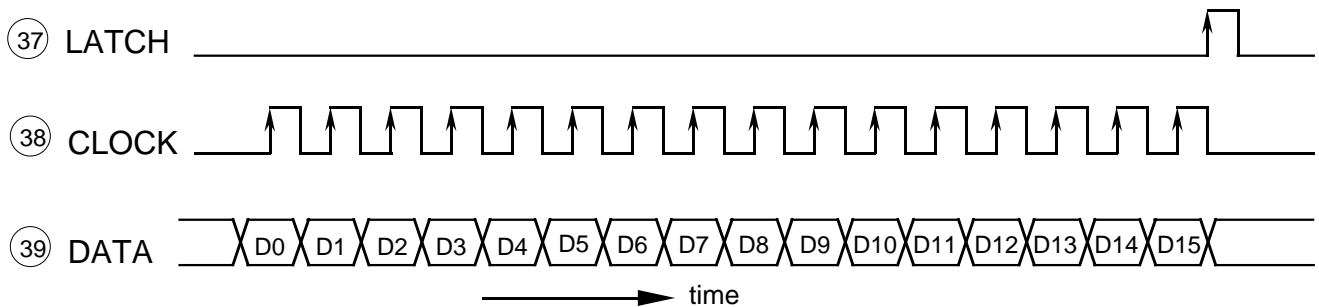 37 LATCH
38 CLOCK
39 DATA D0 D1 D2 D3 D4 D5 D6 D7 D8 D9 D10 D11 D12 D13 D14 D15
time